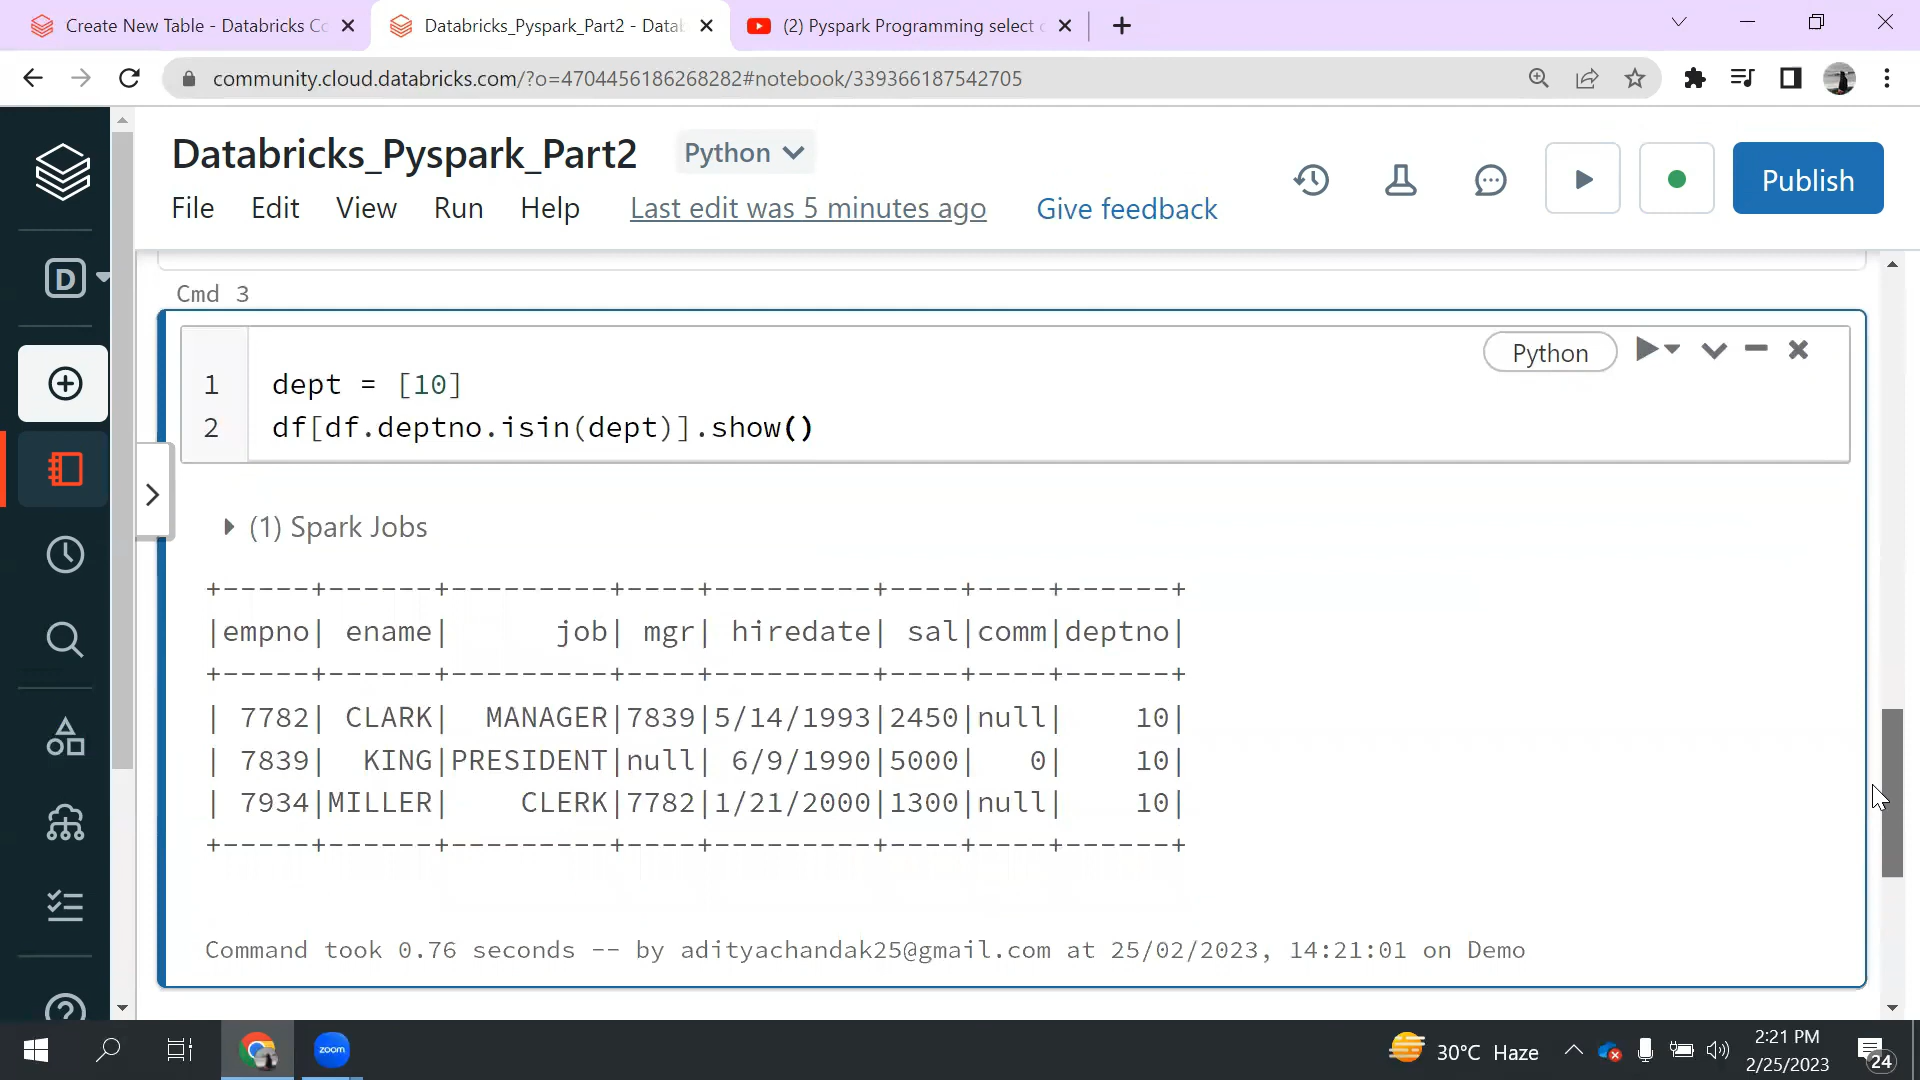 Create New Table - Databricks Co
Databricks_Pyspark_Part2 - Datab
(2) Pyspark Programming select c
community.cloud.databricks.com/?o=4704456186268282#notebook/339366187542705
Databricks_Pyspark_Part2
Python
File Edit View Run Help Last edit was 5 minutes ago Give feedback
Publish
D
Cmd 3
Python
1 dept = [10]
2 df[df.deptno.isin(dept)].show()
(1) Spark Jobs
+-----+------+---------+----+---------+----+----+------+
|empno| ename|      job| mgr| hiredate| sal|comm|deptno|
+-----+------+---------+----+---------+----+----+------+
| 7782| CLARK|  MANAGER|7839|5/14/1993|2450|null|    10|
| 7839|  KING|PRESIDENT|null| 6/9/1990|5000|   0|    10|
| 7934|MILLER|    CLERK|7782|1/21/2000|1300|null|    10|
+-----+------+---------+----+---------+----+----+------+
Command took 0.76 seconds -- by adityachandak25@gmail.com at 25/02/2023, 14:21:01 on Demo
zoom
30°C Haze
2:21 PM
2/25/2023
24